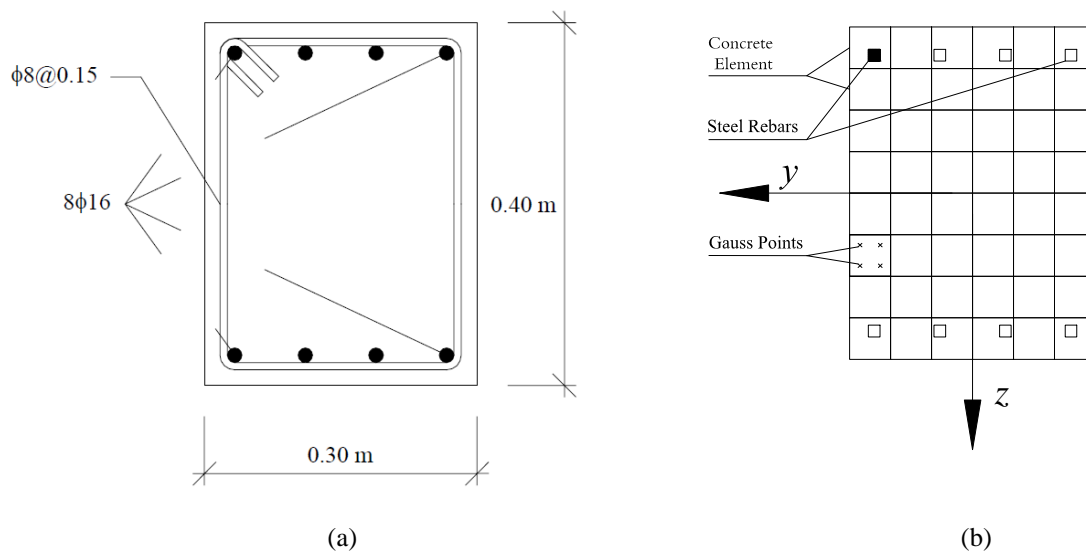 ϕ8@0.15
8ϕ16
0.40 m
0.30 m
(a)
Concrete
Element
Steel Rebars
y
Gauss Points
z
(b)